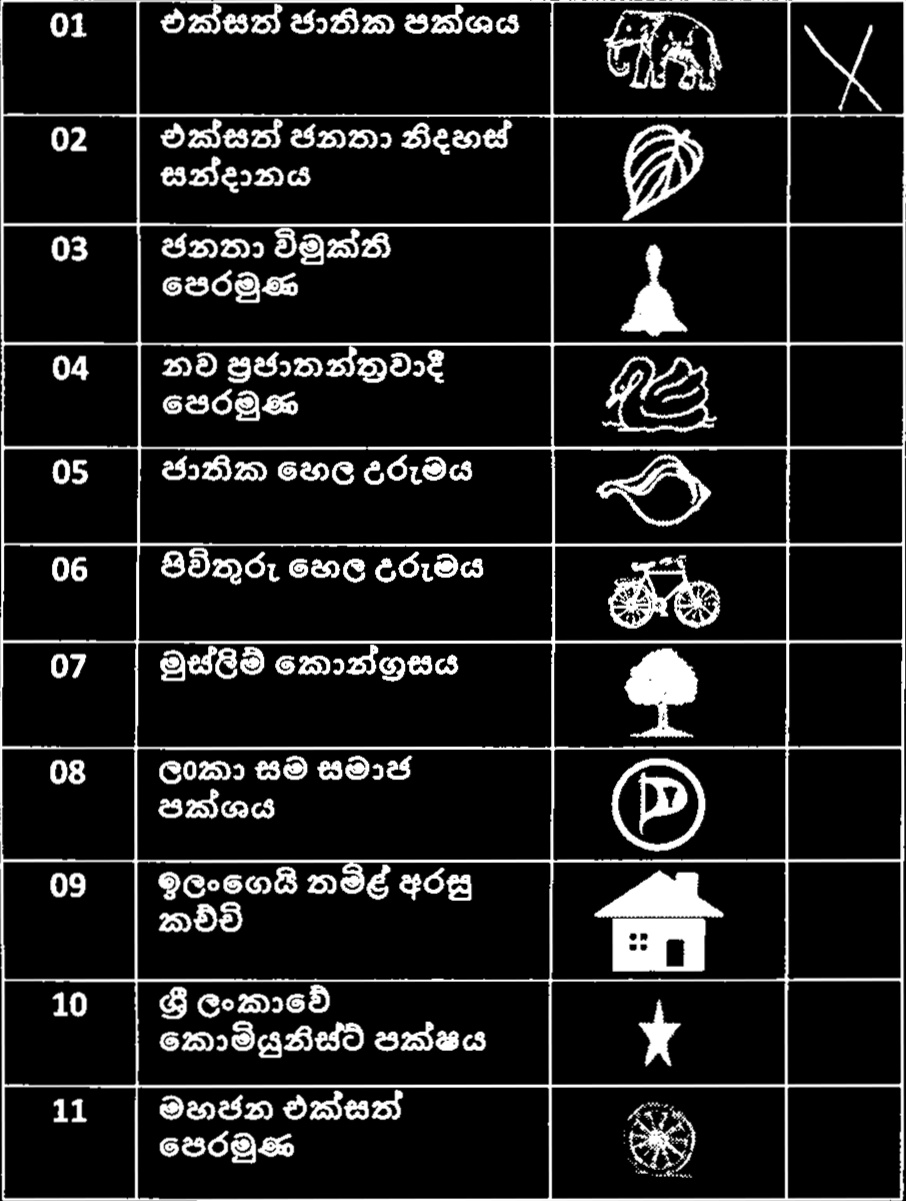 01 එක්සත් ජාතික පක්ශය
02 එක්සත් ජනතා නිදහස්
සන්දානය
03 ජනතා විමුක්ති
පෙරමුණ
04 නව ප්‍රජාතන්ත්‍රවාදී
පෙරමුණ
05 ජාතික හෙල උරුමය
06 පිවිතුරු හෙල උරුමය
07 මුස්ලිම් කොන්ග්‍රසය
08 ල0කා සම සමාජ
පක්ශය
09 ඉලංගෙයි තමිළ් අරසු
කච්චි
10 ශ්‍රී ලංකාවේ
කොමියුනිස්ට් පක්ෂය
11 මහජන එක්සත්
පෙරමුණ